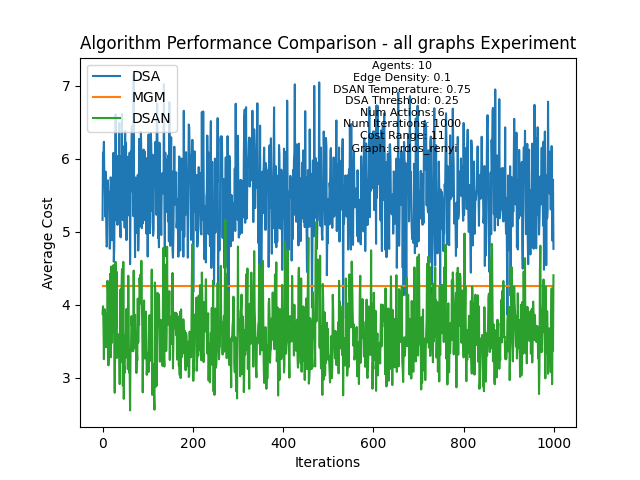 Algorithm Performance Comparison - all graphs Experiment
DSA
MGM
DSAN
Agents: 10
Edge Density: 0.1
DSAN Temperature: 0.75
DSA Threshold: 0.25
Num Actions:
Num Iterations: 1000
Cost Range: 11
Graph: erdos_renyi
Average Cost
7
6
5
4
3
0
200
400
600
800
1000
Iterations